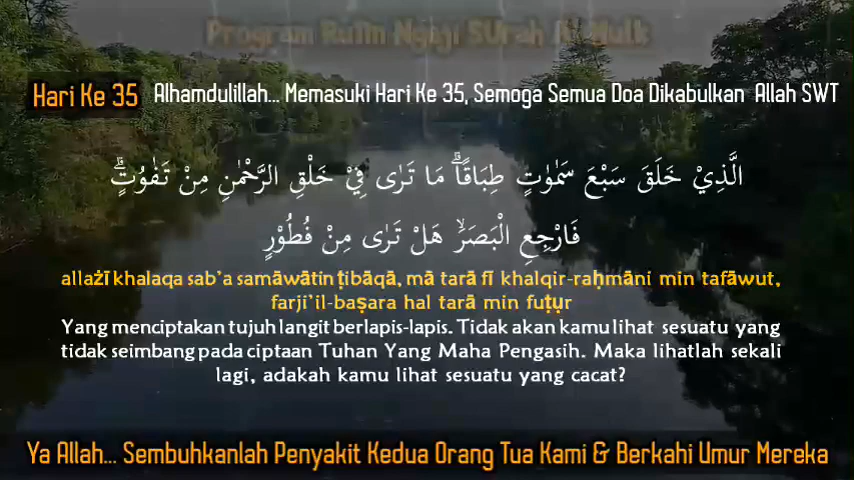 Program Rutin Ngaji SUrah Al Mulk
Hari Ke 35
Alhamdulillah... Memasuki Hari Ke 35, Semoga Semua Doa Dikabulkan Allah SWT
الَّذِيْ خَلَقَ سَبْعَ سَمٰوٰتٍ طِبَاقًاۗ مَا تَرٰى فِيْ خَلْقِ الرَّحْمٰنِ مِنْ تَفٰوُتٍۗ
فَارْجِعِ الْبَصَرَۙ هَلْ تَرٰى مِنْ فُطُوْرٍ
allażī khalaqa sab'a samāwātin ṭibāqā, mā tarā fī khalqir-raḥmāni min tafāwut,
farji'il-baṣara hal tarā min fuṭụr
Yang menciptakan tujuh langit berlapis-lapis. Tidak akan kamu lihat sesuatu yang
tidak seimbang pada ciptaan Tuhan Yang Maha Pengasih. Maka lihatlah sekali
lagi, adakah kamu lihat sesuatu yang cacat?
Ya Allah... Sembuhkanlah Penyakit Kedua Orang Tua Kami & Berkahi Umur Mereka